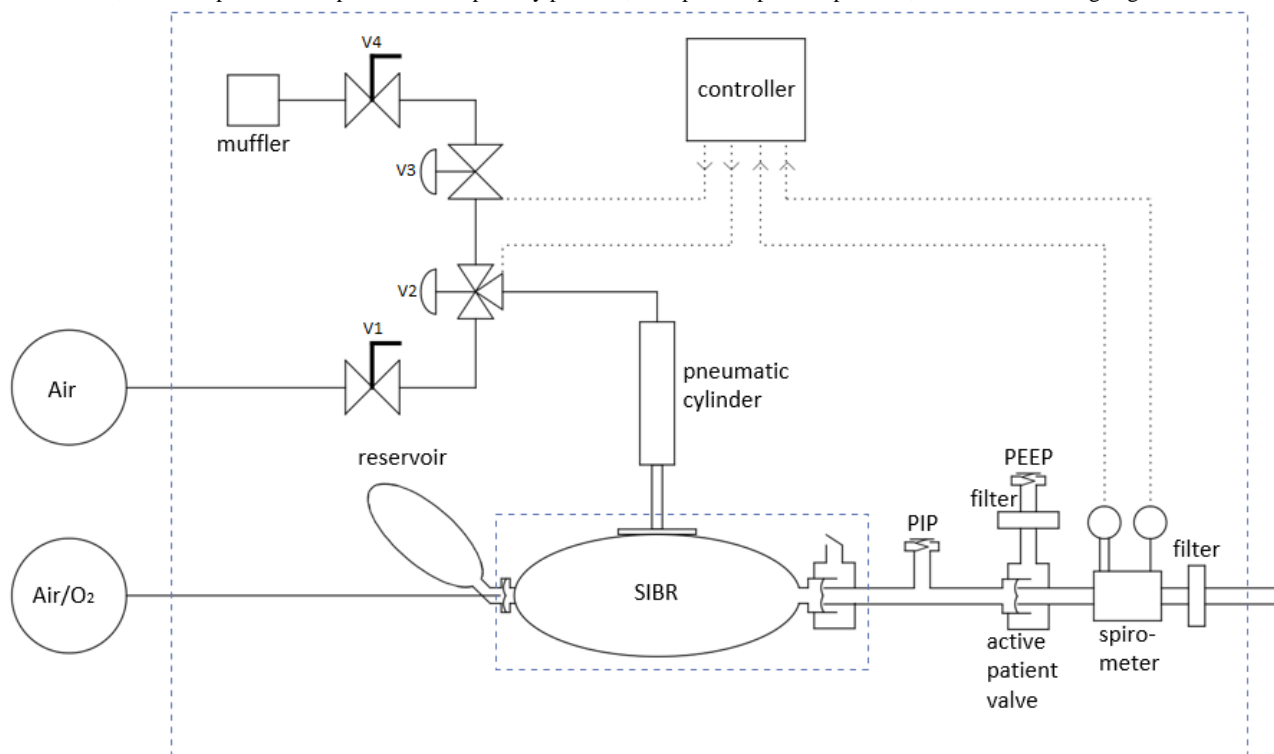 V4
controller
muffler
V3
V2
V1
Air
pneumatic
cylinder
reservoir
PEEP
filter
PIP
filter
Air/O₂
SIBR
active
patient
valve
spiro-
meter